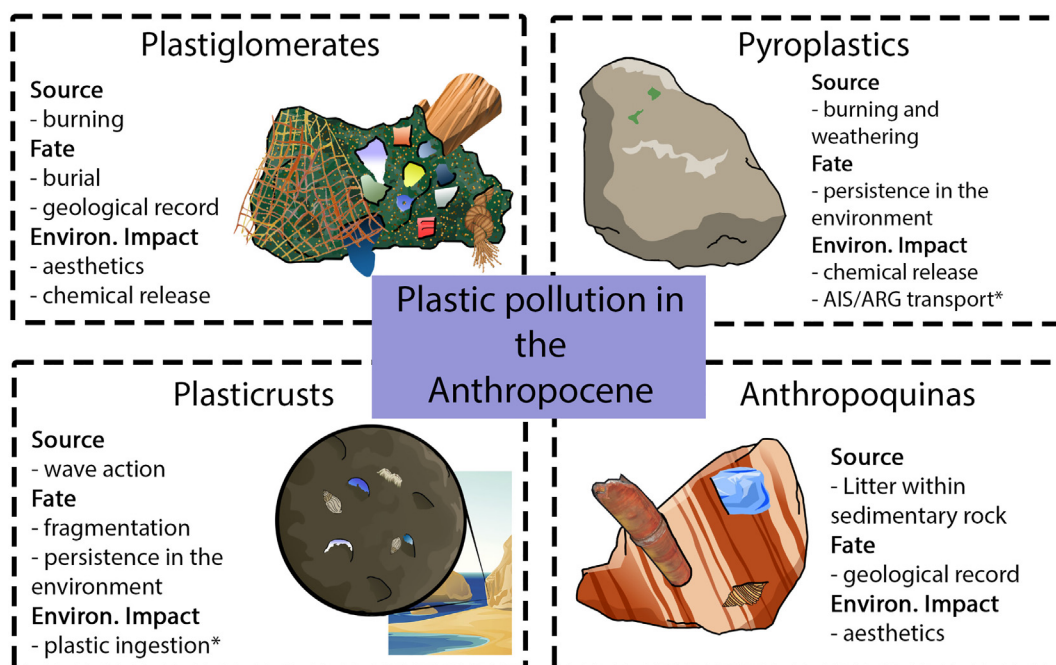 Plastiglomerates
Source
- burning
Fate
- burial
- geological record
Environ. Impact
- aesthetics
- chemical release
Pyroplastics
Source
- burning and
weathering
Fate
- persistence in the
environment
Environ. Impact
- chemical release
- AIS/ARG transport*
Plastic pollution in
the
Anthropocene
Plasticrusts
Source
- wave action
Fate
- fragmentation
- persistence in the
environment
Environ. Impact
- plastic ingestion*
Anthropoquinas
Source
- Litter within
sedimentary rock
Fate
- geological record
Environ. Impact
- aesthetics